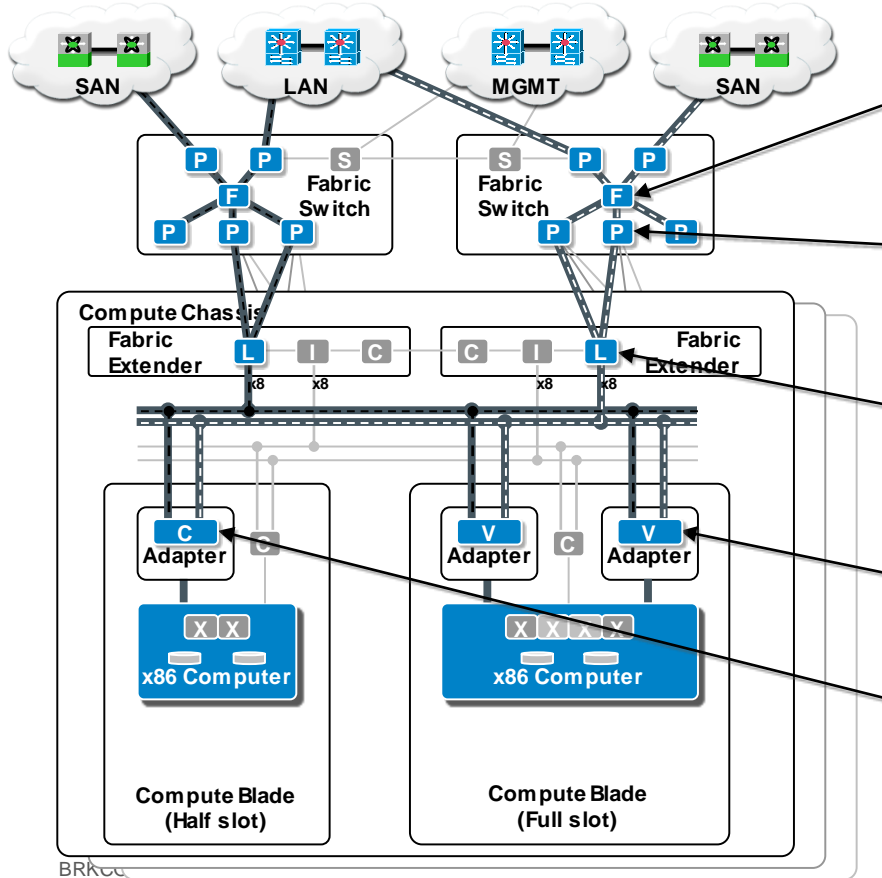 SAN
LAN
MGMT
SAN
P P S S P P
Fabric
Switch
F
Fabric
Switch
F
P P P P P P
Compute Chassis
Fabric
Extender
L I C C I L
Fabric
Extender
x8 x8 x8 x8
C
Adapter
C
V
Adapter
C
V
Adapter
X X
x86 Computer
X X X X
x86 Computer
Compute Blade
(Half slot)
Compute Blade
(Full slot)